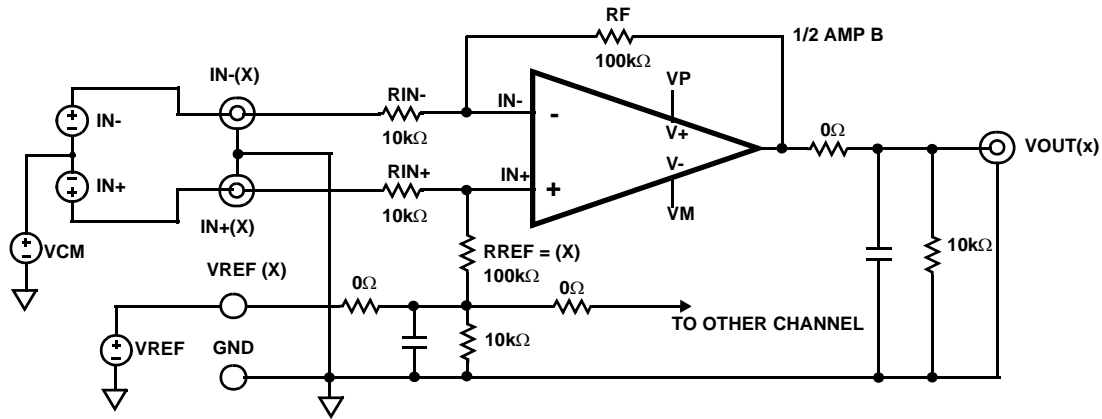 RF
100kΩ
1/2 AMP B
IN-(X)
RIN-
10kΩ
IN-
-
VP
V+
0Ω
VOUT(x)
IN-
IN+
RIN+
10kΩ
IN+
+
V-
VM
IN+(X)
VCM
RREF = (X)
100kΩ
10kΩ
VREF (X)
0Ω
0Ω
TO OTHER CHANNEL
VREF
GND
10kΩ